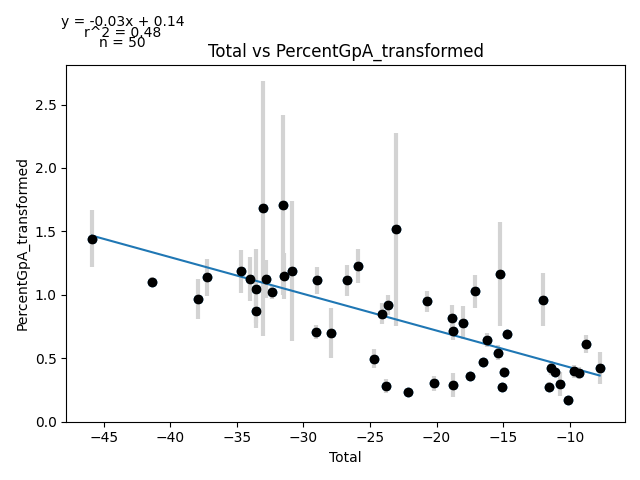 y = -0.03x + 0.14
r^2 = 0.48
n = 50
Total vs PercentGpA_transformed
PercentGpA_transformed
2.5
2.0
1.5
1.0
0.5
0.0
−45 −40 −35 −30 −25 −20 −15 −10
Total